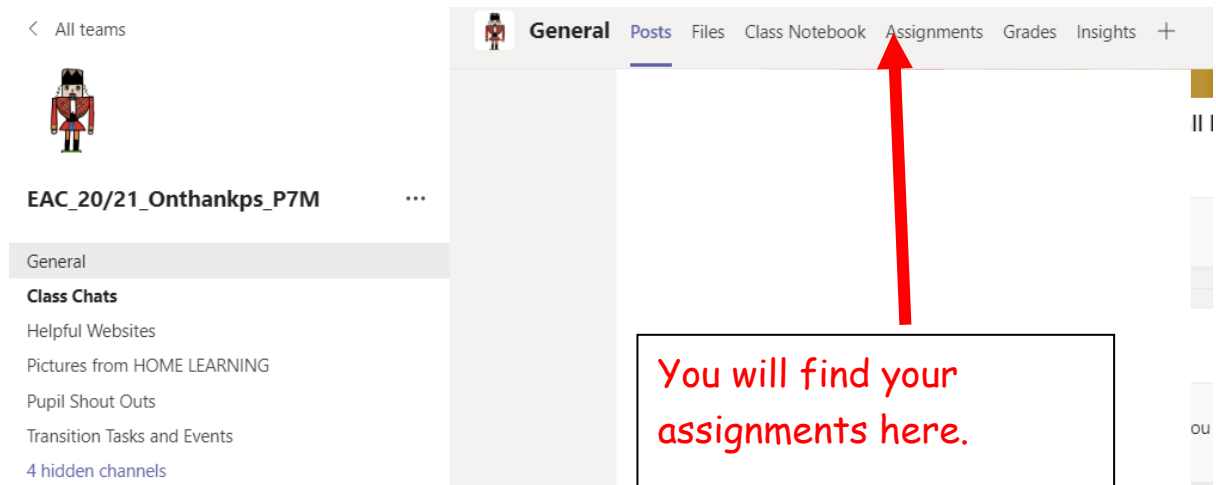 All teams
EAC_20/21_Onthankps_P7M
General
Class Chats
Helpful Websites
Pictures from HOME LEARNING
Pupil Shout Outs
Transition Tasks and Events
4 hidden channels
General Posts Files Class Notebook Assignments Grades Insights
You will find your
assignments here.